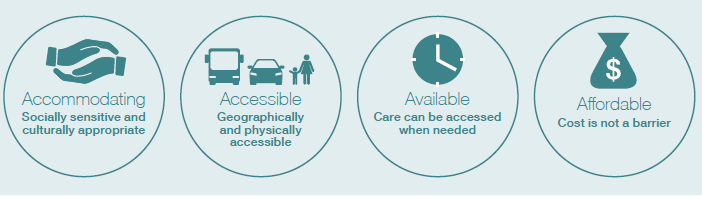 Accommodating
Socially sensitive and
culturally appropriate
Accessible
Geographically
and physically
accessible
Available
Care can be accessed
when needed
$
Affordable
Cost is not a barrier